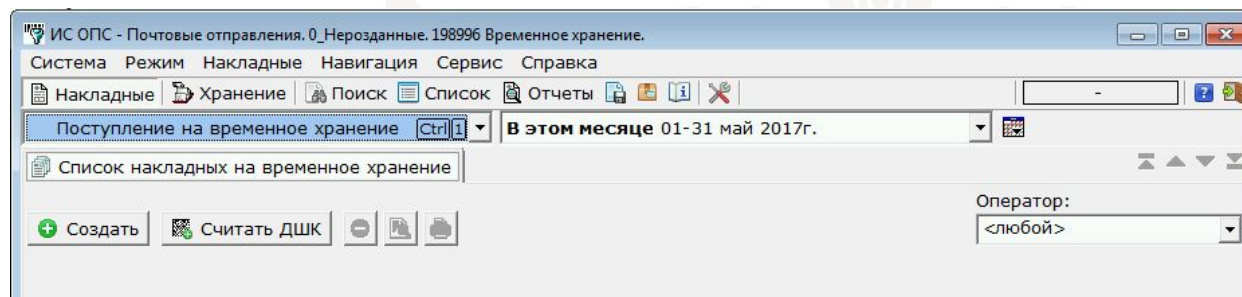 ИС ОПС - Почтовые отправления. 0_Нерозданные. 198996 Временное хранение.
Система Режим Накладные Навигация Сервис Справка
Накладные Хранение Поиск Список Отчеты -
Поступление на временное хранение Ctrl 1 В этом месяце 01-31 май 2017г.
Список накладных на временное хранение
Оператор:
Создать Считать ДШК <любой>